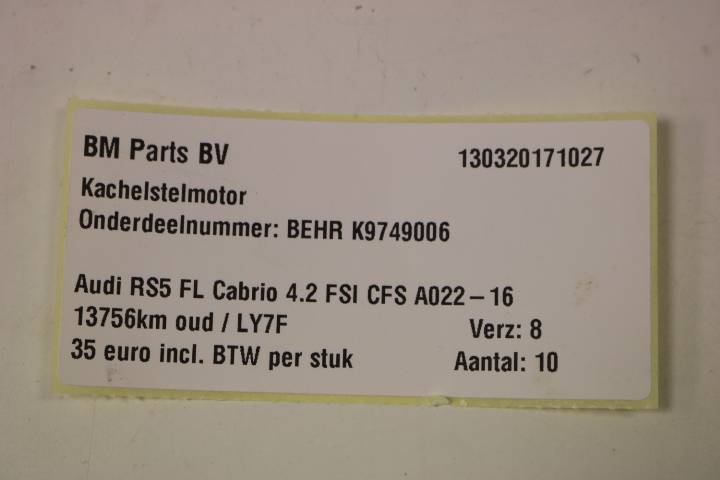 BM Parts BV 130320171027
Kachelstelmotor
Onderdeelnummer: BEHR K9749006
Audi RS5 FL Cabrio 4.2 FSI CFS A022-16
13756km oud / LY7F Verz: 8
35 euro incl. BTW per stuk Aantal: 10